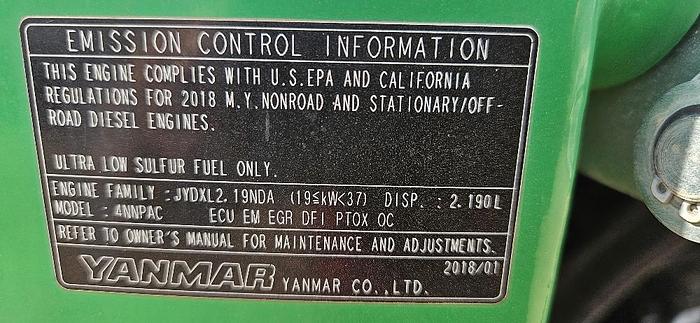 EMISSION CONTROL INFORMATION
THIS ENGINE COMPLIES WITH U.S.EPA AND CALIFORNIA
REGULATIONS FOR 2018 M.Y.NONROAD AND STATIONARY/OFF-
ROAD DIESEL ENGINES.
ULTRA LOW SULFUR FUEL ONLY.
ENGINE FAMILY : JYDXL2.19NDA (19≤kW<37) DISP. : 2.190L
MODEL : 4NNPAC ECU EM EGR DFI PTOX OC
REFER TO OWNER'S MANUAL FOR MAINTENANCE AND ADJUSTMENTS.
2018/01
YANMAR YANMAR CO.,LTD.